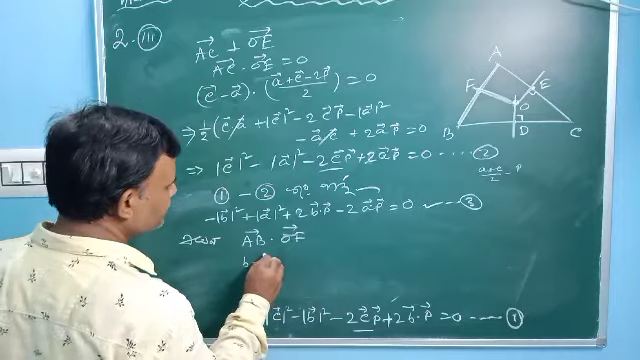 2. (iii)
AC⃗ ⊥ OE⃗
AC⃗ · OE⃗ = 0
(c⃗ - a⃗) · (a⃗ + c⃗ - 2p⃗)/2 = 0
⇒ 1/2 (c⃗a⃗ + |c⃗|² - 2c⃗p⃗ - |a⃗|²
- a⃗c⃗ + 2a⃗p⃗ = 0
⇒ |c⃗|² - |a⃗|² - 2c⃗p⃗ + 2a⃗p⃗ = 0 ---- (2)
(a+c)/2 - p
(1) - (2)
-|b⃗|² + |a⃗|² + 2b⃗·p⃗ - 2a⃗p⃗ = 0 (3)
AB⃗ · OF⃗
b -
c⃗|² - |b⃗|² - 2c⃗p⃗ + 2b⃗·p⃗ = 0 ---- (1)
A
F
E
O
B
D
C